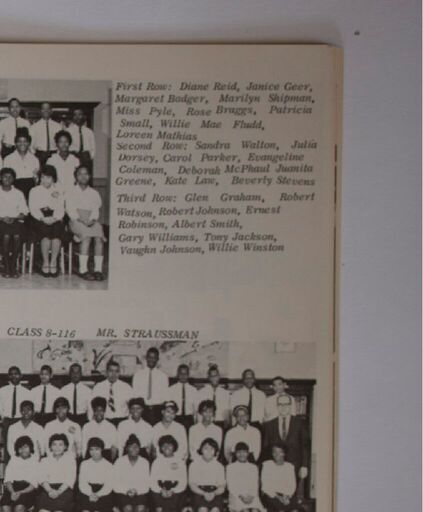 First Row: Diane Reid, Janice Geer,
Margaret Badger, Marilyn Shipman,
Miss Pyle, Rose Braggs, Patricia
Small, Willie Mae Fludd,
Loreen Mathias
Second Row: Sandra Walton, Julia
Dorsey, Carol Parker, Evangeline
Coleman, Deborah McPhaul Juanita
Greene, Kate Law, Beverly Stevens
Third Row: Glen Graham, Robert
Watson, Robert Johnson, Ernest
Robinson, Albert Smith,
Gary Williams, Tony Jackson,
Vaughn Johnson, Willie Winston
CLASS 8-116 MR. STRAUSSMAN